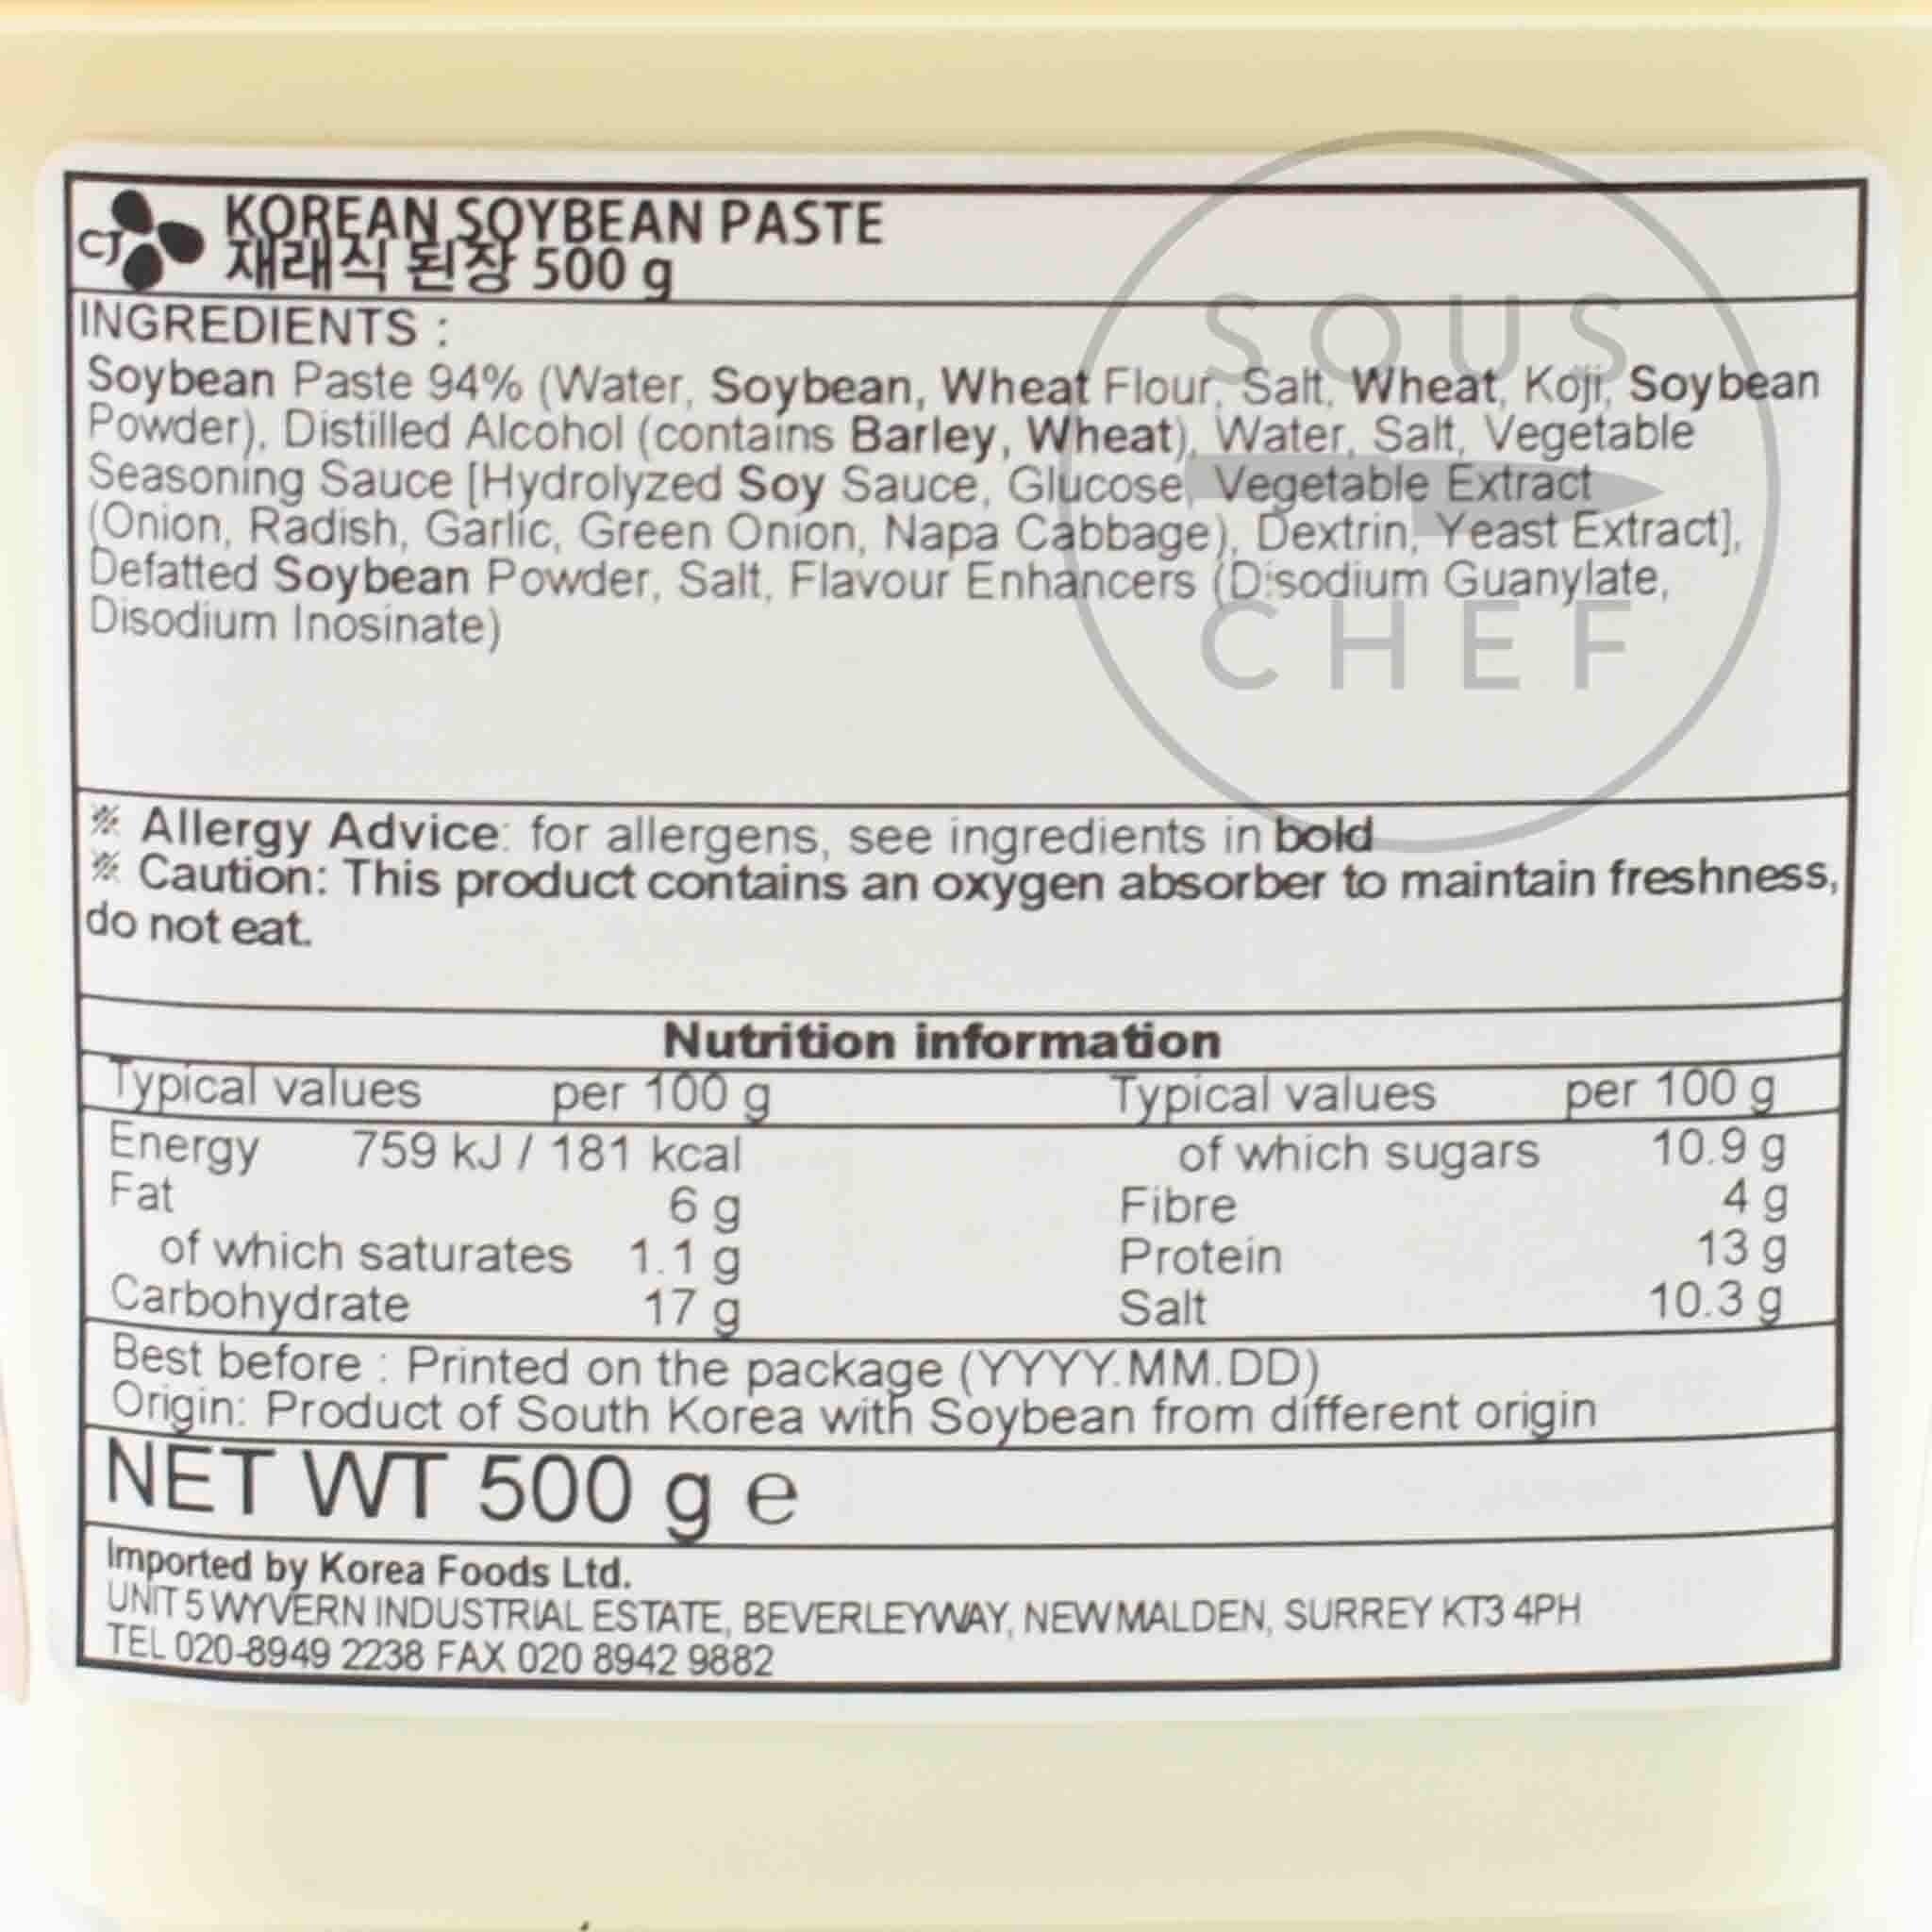 CJ
KOREAN SOYBEAN PASTE
재래식 된장 500 g
INGREDIENTS :
Soybean Paste 94% (Water, Soybean, Wheat Flour, Salt, Wheat, Koji, Soybean
Powder), Distilled Alcohol (contains Barley, Wheat), Water, Salt, Vegetable
Seasoning Sauce [Hydrolyzed Soy Sauce, Glucose, Vegetable Extract
(Onion, Radish, Garlic, Green Onion, Napa Cabbage), Dextrin, Yeast Extract],
Defatted Soybean Powder, Salt, Flavour Enhancers (Disodium Guanylate,
Disodium Inosinate)
SOUS
CHEF
※ Allergy Advice: for allergens, see ingredients in bold
※ Caution: This product contains an oxygen absorber to maintain freshness,
do not eat.
Nutrition information
Typical values per 100 g Typical values per 100 g
Energy 759 kJ / 181 kcal of which sugars 10.9 g
Fat 6 g Fibre 4 g
of which saturates 1.1 g Protein 13 g
Carbohydrate 17 g Salt 10.3 g
Best before : Printed on the package (YYYY.MM.DD)
Origin: Product of South Korea with Soybean from different origin
NET WT 500 g e
Imported by Korea Foods Ltd.
UNIT 5 WYVERN INDUSTRIAL ESTATE, BEVERLEYWAY, NEW MALDEN, SURREY KT3 4PH
TEL 020-8949 2238 FAX 020 8942 9882